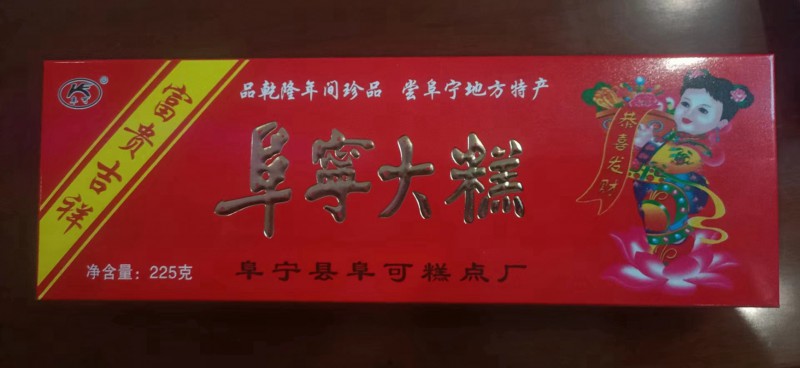 ®
富贵吉祥
品乾隆年间珍品 尝阜宁地方特产
阜寧大糕
恭喜发财
净含量：225克
阜宁县阜可糕点厂